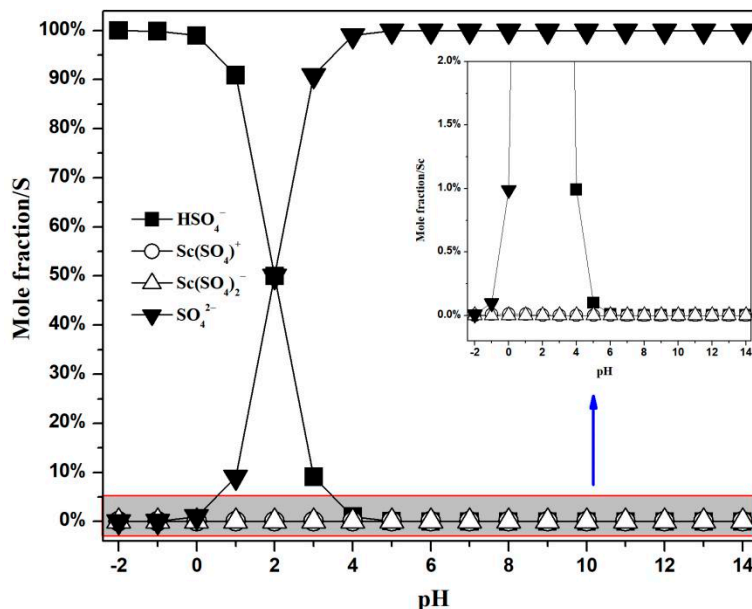 Mole fraction/S
100%
90%
80%
70%
60%
50%
40%
30%
20%
10%
0%
HSO₄⁻
Sc(SO₄)⁺
Sc(SO₄)₂⁻
SO₄²⁻
-2 0 2 4 6 8 10 12 14
pH
Mole fraction/Sc
2.0%
1.5%
1.0%
0.5%
0.0%
-2 0 2 4 6 8 10 12 14
pH